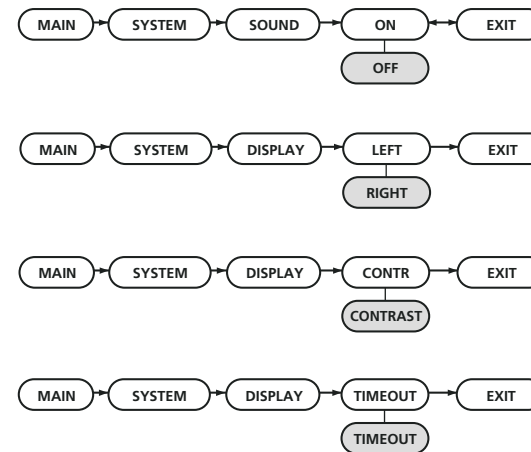 MAIN SYSTEM SOUND ON EXIT
OFF
MAIN SYSTEM DISPLAY LEFT EXIT
RIGHT
MAIN SYSTEM DISPLAY CONTR EXIT
CONTRAST
MAIN SYSTEM DISPLAY TIMEOUT EXIT
TIMEOUT